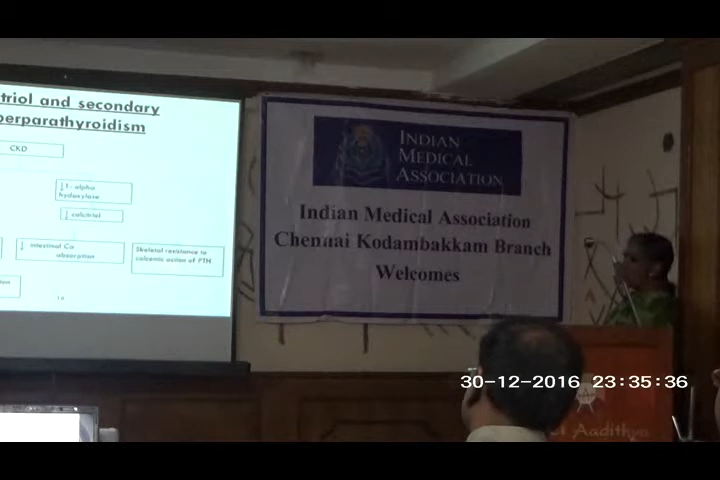 triol and secondary
perparathyroidism
CKD
↓1- alpha
hydroxylase
↓ calcitriol
↓ intestinal Ca
absorption
Skeletal resistance to
calcemic action of PTH
INDIAN
MEDICAL
ASSOCIATION
Indian Medical Association
Chennai Kodambakkam Branch
Welcomes
30-12-2016 23:35:36
Aadithya